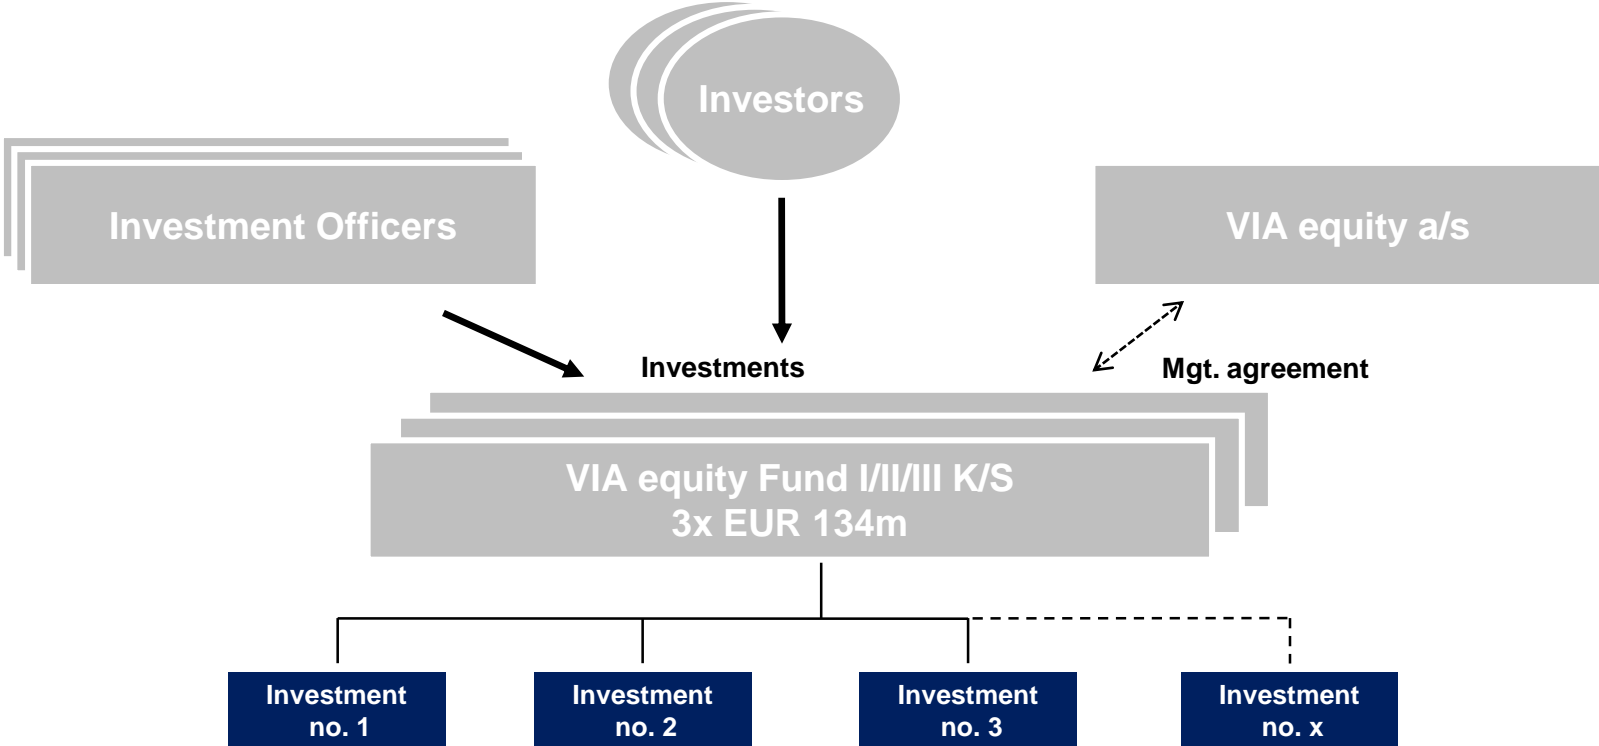 Investors
Investment Officers
VIA equity a/s
Investments
Mgt. agreement
VIA equity Fund I/II/III K/S
3x EUR 134m
Investment
no. 1
Investment
no. 2
Investment
no. 3
Investment
no. x